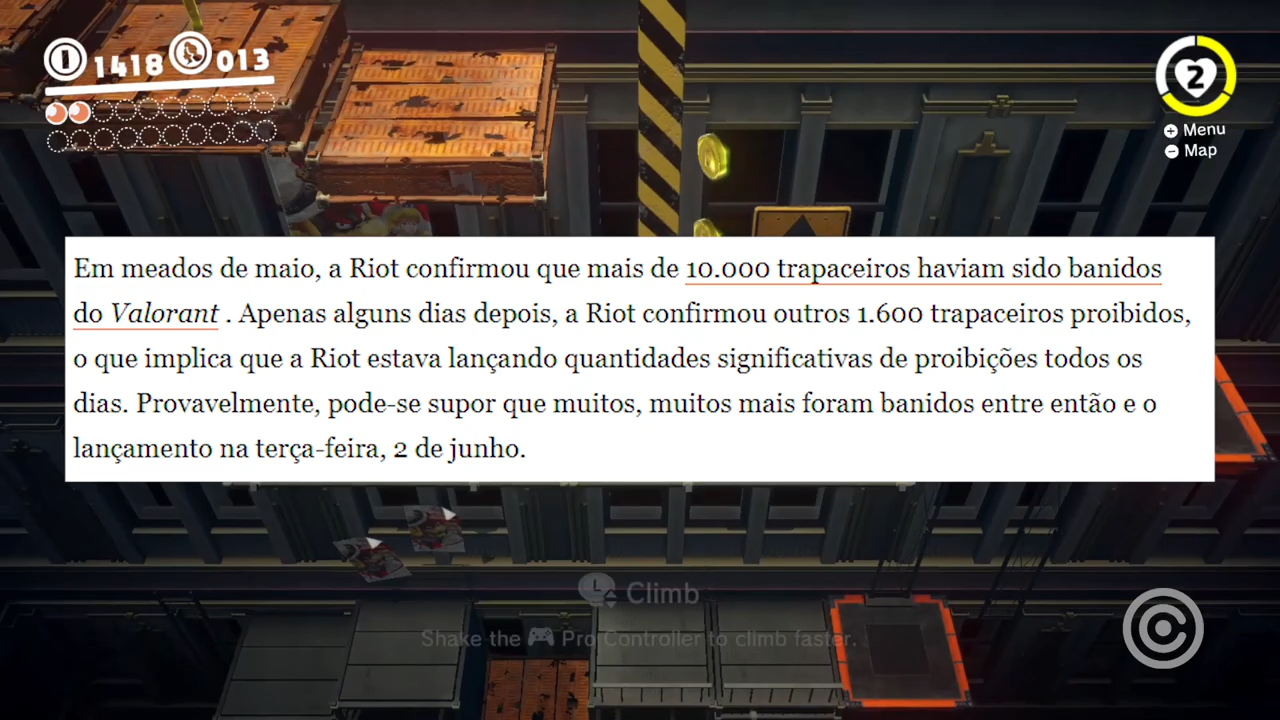 1418 013
2
Menu
Map
Em meados de maio, a Riot confirmou que mais de 10.000 trapaceiros haviam sido banidos
do Valorant . Apenas alguns dias depois, a Riot confirmou outros 1.600 trapaceiros proibidos,
o que implica que a Riot estava lançando quantidades significativas de proibições todos os
dias. Provavelmente, pode-se supor que muitos, muitos mais foram banidos entre então e o
lançamento na terça-feira, 2 de junho.
L Climb
Shake the Pro Controller to climb faster.